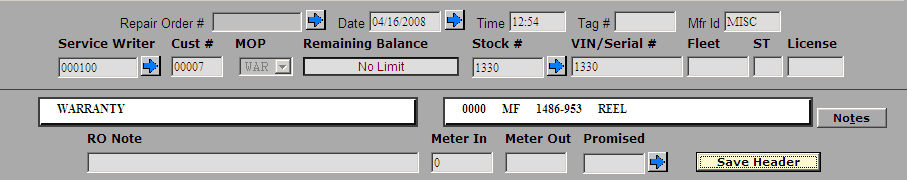 Repair Order # Date 04/16/2008 Time 12:54 Tag # Mfr Id MISC
Service Writer Cust # MOP Remaining Balance Stock # VIN/Serial # Fleet ST License
000100 00007 WAR No Limit 1330 1330
WARRANTY 0000 MF 1486-953 REEL Notes
RO Note Meter In Meter Out Promised
0 Save Header